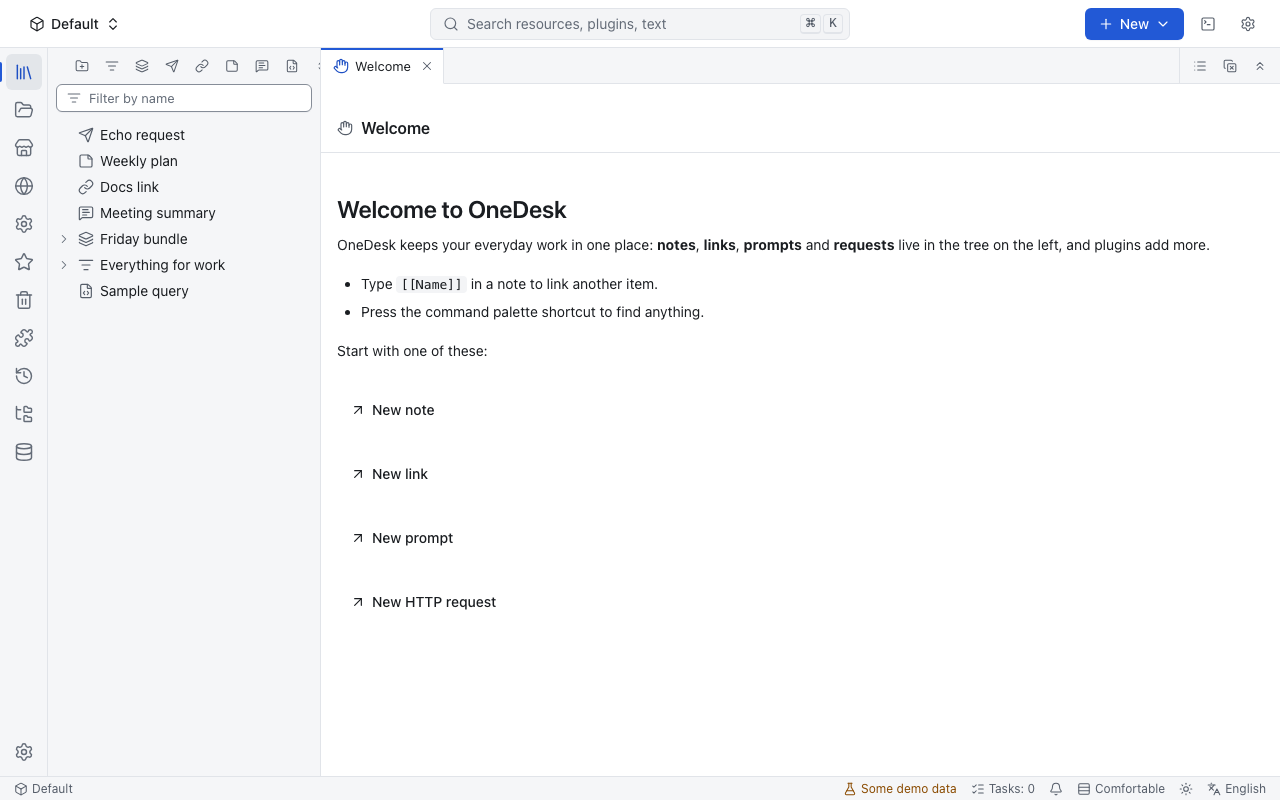 Default
Search resources, plugins, text
⌘ K
New
Welcome
Filter by name
Echo request
Weekly plan
Docs link
Meeting summary
Friday bundle
Everything for work
Sample query
Welcome
Welcome to OneDesk
OneDesk keeps your everyday work in one place: notes, links, prompts and requests live in the tree on the left, and plugins add more.
• Type [[Name]] in a note to link another item.
• Press the command palette shortcut to find anything.
Start with one of these:
New note
New link
New prompt
New HTTP request
Default
Some demo data
Tasks: 0
Comfortable
English